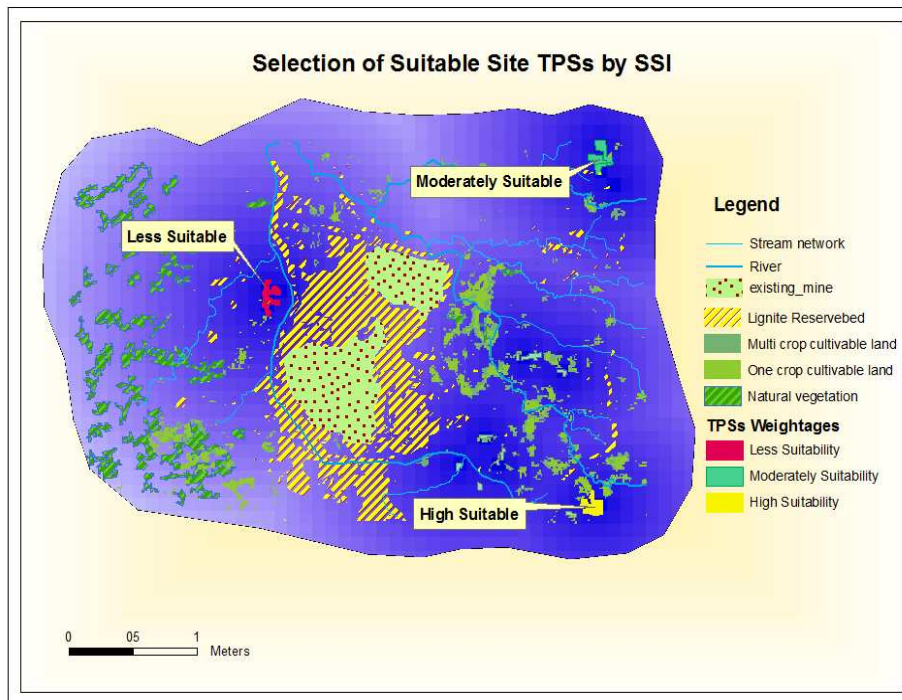 Selection of Suitable Site TPSs by SSI
Moderately Suitable
Less Suitable
High Suitable
Legend
Stream network
River
existing_mine
Lignite Reservebed
Multi crop cultivable land
One crop cultivable land
Natural vegetation
TPSs Weightages
Less Suitability
Moderately Suitability
High Suitability
0 05 1
Meters